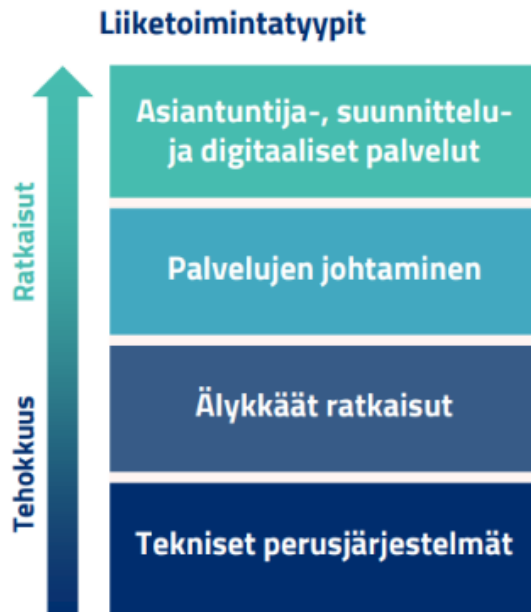 Liiketoimintatyypit
Asiantuntija-, suunnittelu-
ja digitaaliset palvelut
Ratkaisut
Palvelujen johtaminen
Älykkäät ratkaisut
Tehokkuus
Tekniset perusjärjestelmät